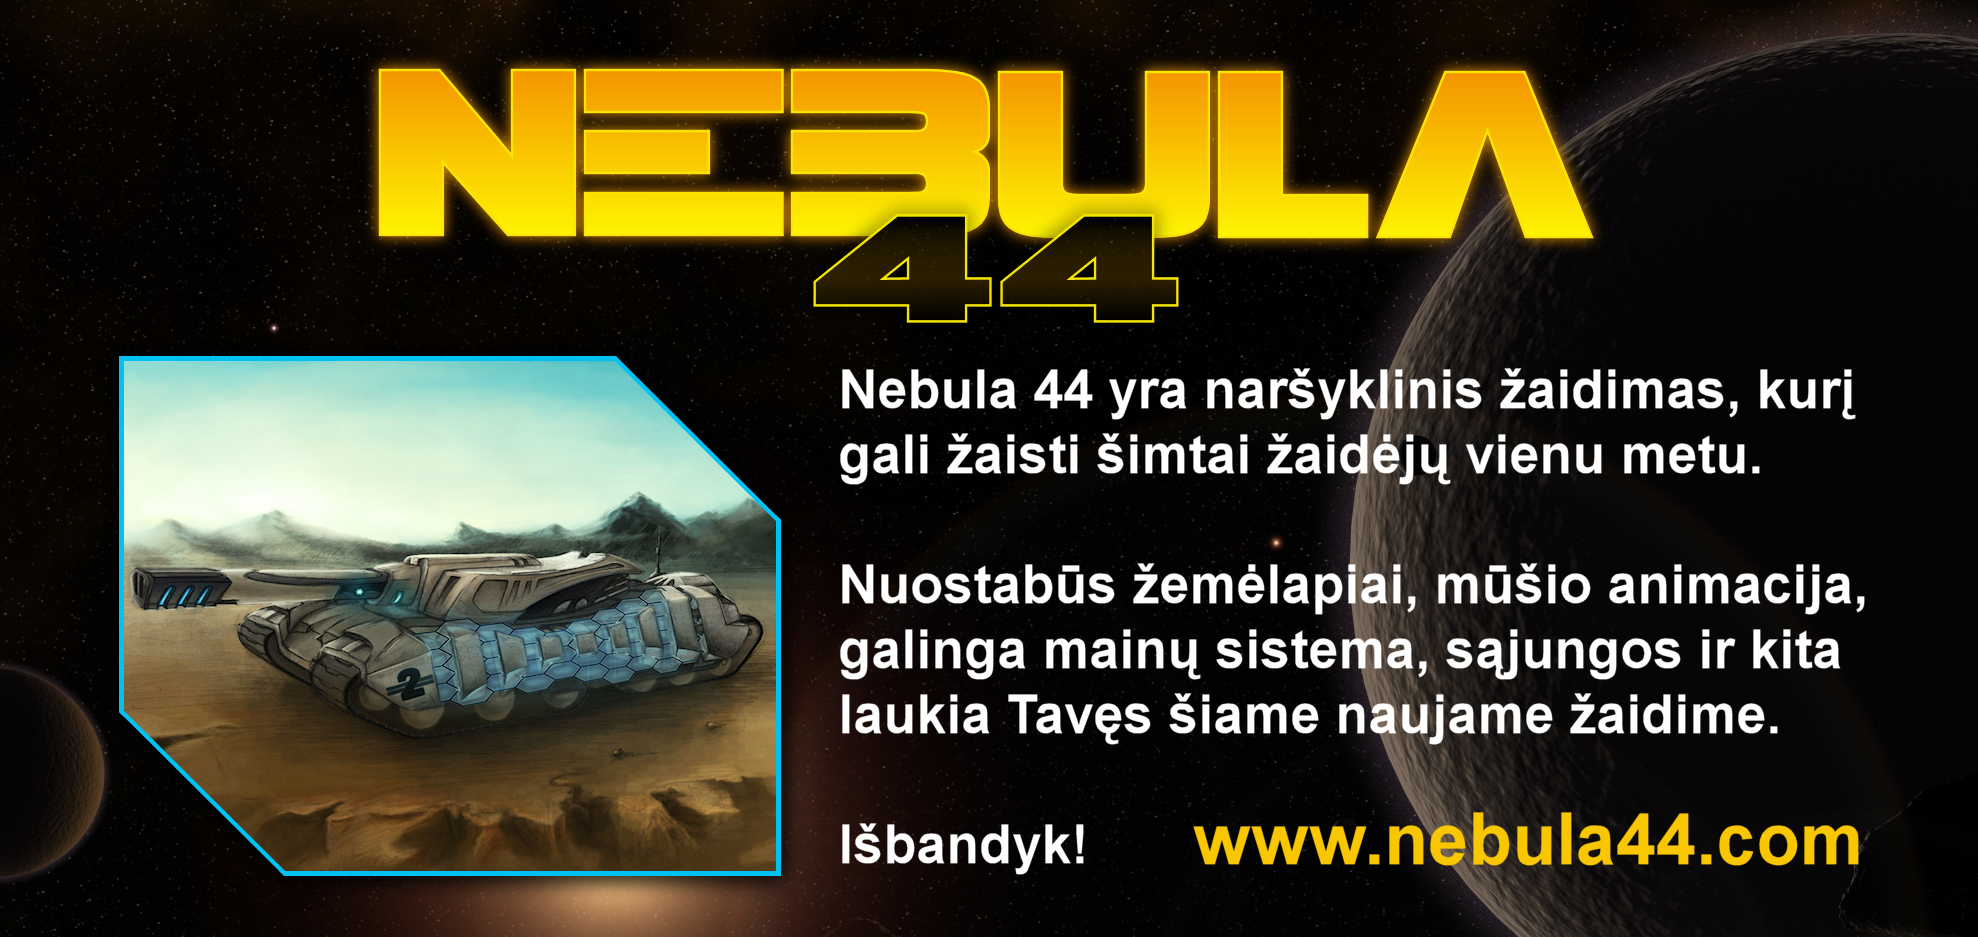 NEBULA
44
Nebula 44 yra naršyklinis žaidimas, kurį
gali žaisti šimtai žaidėjų vienu metu.
Nuostabūs žemėlapiai, mūšio animacija,
galinga mainų sistema, sąjungos ir kita
laukia Tavęs šiame naujame žaidime.
Išbandyk! www.nebula44.com
2